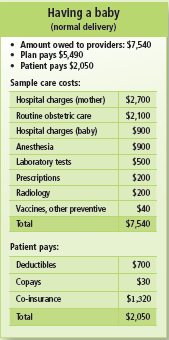 Having a baby
(normal delivery)
• Amount owed to providers: $7,540
• Plan pays $5,490
• Patient pays $2,050
Sample care costs:
Hospital charges (mother) $2,700
Routine obstetric care $2,100
Hospital charges (baby) $900
Anesthesia $900
Laboratory tests $500
Prescriptions $200
Radiology $200
Vaccines, other preventive $40
Total $7,540
Patient pays:
Deductibles $700
Copays $30
Co-insurance $1,320
Total $2,050